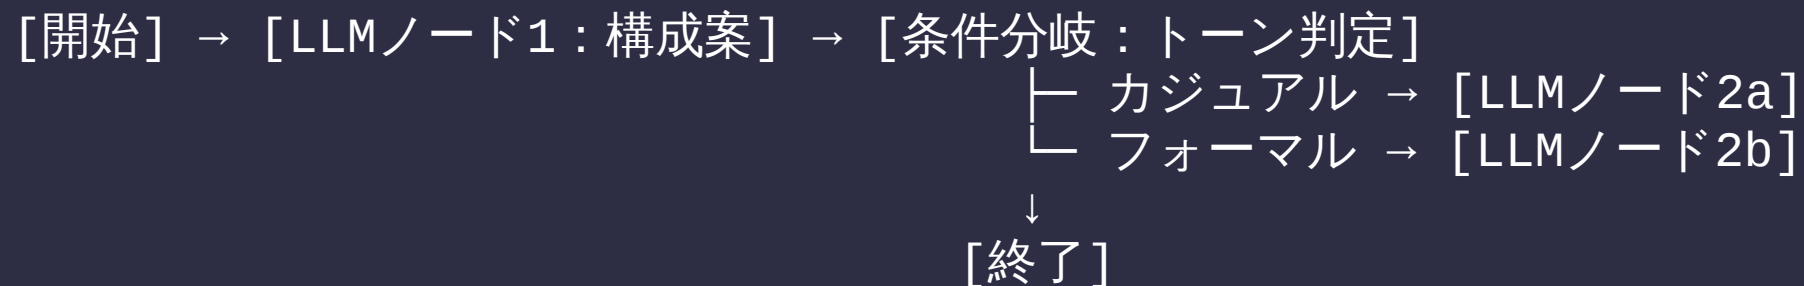 [開始] → [LLMノード1：構成案] → [条件分岐：トーン判定]
├─ カジュアル → [LLMノード2a]
└─ フォーマル → [LLMノード2b]
↓
[終了]